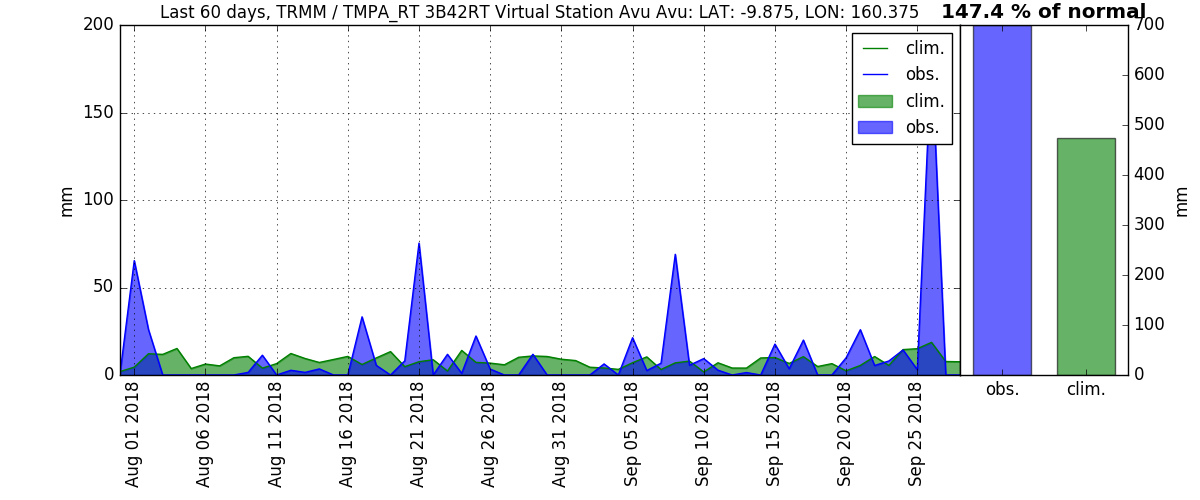 Last 60 days, TRMM / TMPA_RT 3B42RT Virtual Station Avu Avu: LAT: -9.875, LON: 160.375
147.4 % of normal
200
150
100
50
0
mm
clim.
obs.
clim.
obs.
700
600
500
400
300
200
100
0
mm
obs.
clim.
Aug 01 2018
Aug 06 2018
Aug 11 2018
Aug 16 2018
Aug 21 2018
Aug 26 2018
Aug 31 2018
Sep 05 2018
Sep 10 2018
Sep 15 2018
Sep 20 2018
Sep 25 2018